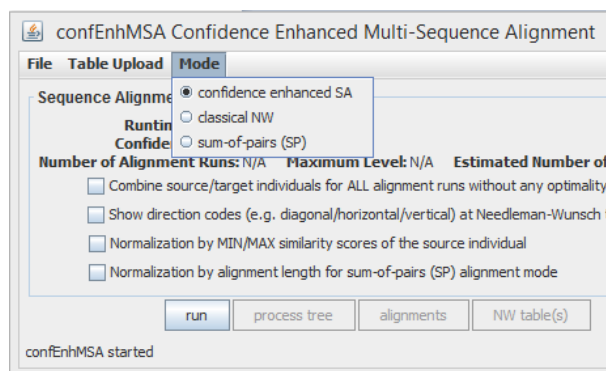 confEnhMSA Confidence Enhanced Multi-Sequence Alignment
File Table Upload Mode
confidence enhanced SA
classical NW
sum-of-pairs (SP)
Sequence Alignme
Runtin
Confide
Number of Alignment Runs: N/A Maximum Level: N/A Estimated Number of
Combine source/target individuals for ALL alignment runs without any optimality
Show direction codes (e.g. diagonal/horizontal/vertical) at Needleman-Wunsch
Normalization by MIN/MAX similarity scores of the source individual
Normalization by alignment length for sum-of-pairs (SP) alignment mode
run process tree alignments NW table(s)
confEnhMSA started